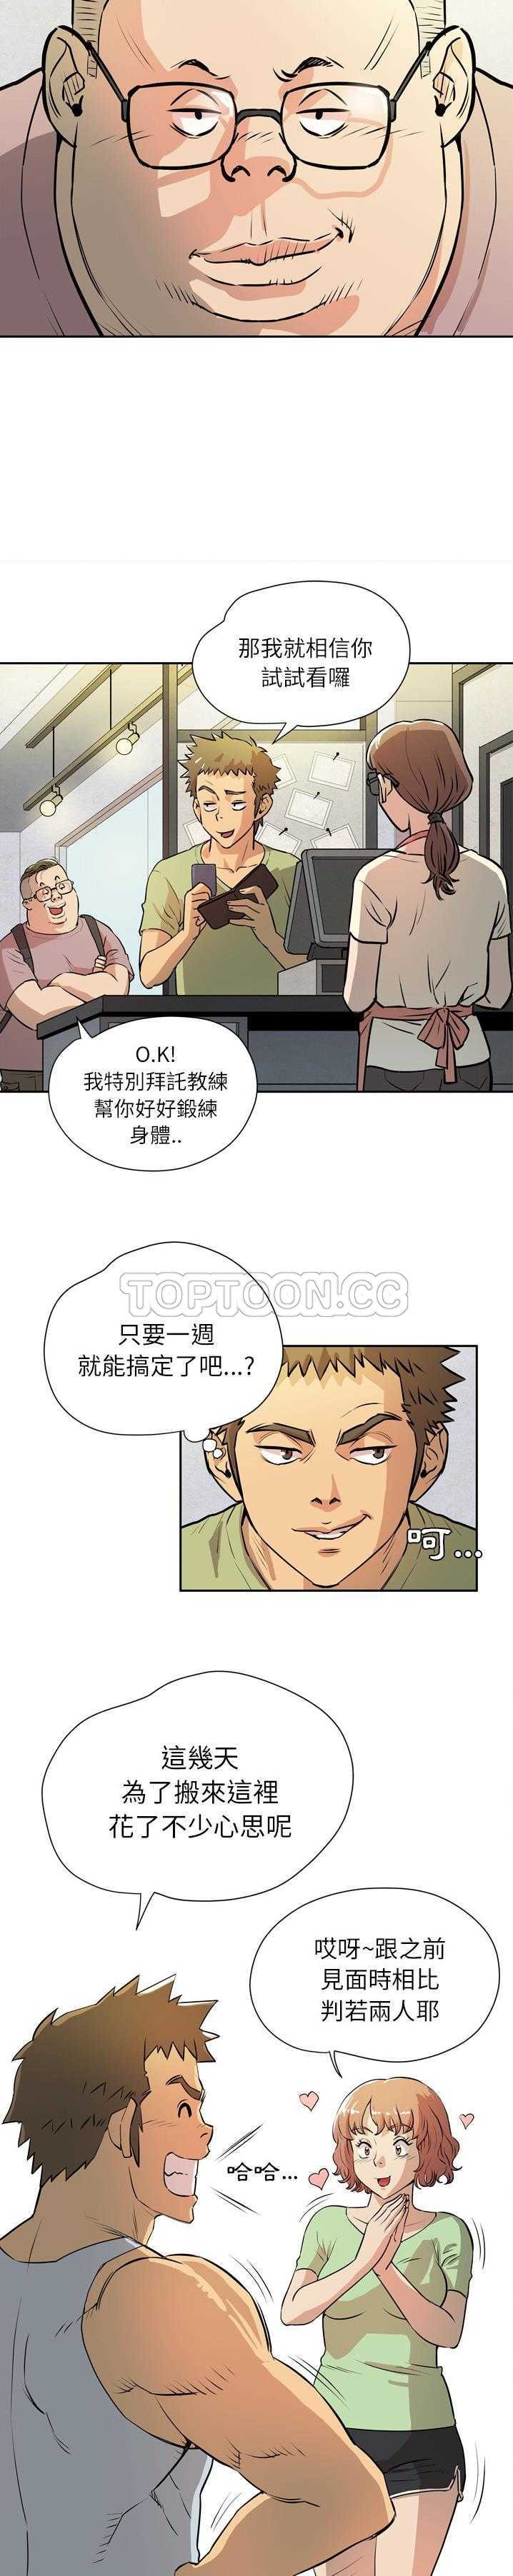 那我就相信你
試試看囉
O.K!
我特別拜託教練
幫你好好鍛練
身體..
TOPTOON.CC
只要一週
就能搞定了吧...?
呵...
這幾天
為了搬來這裡
花了不少心思呢
哎呀~跟之前
見面時相比
判若兩人耶
哈哈...